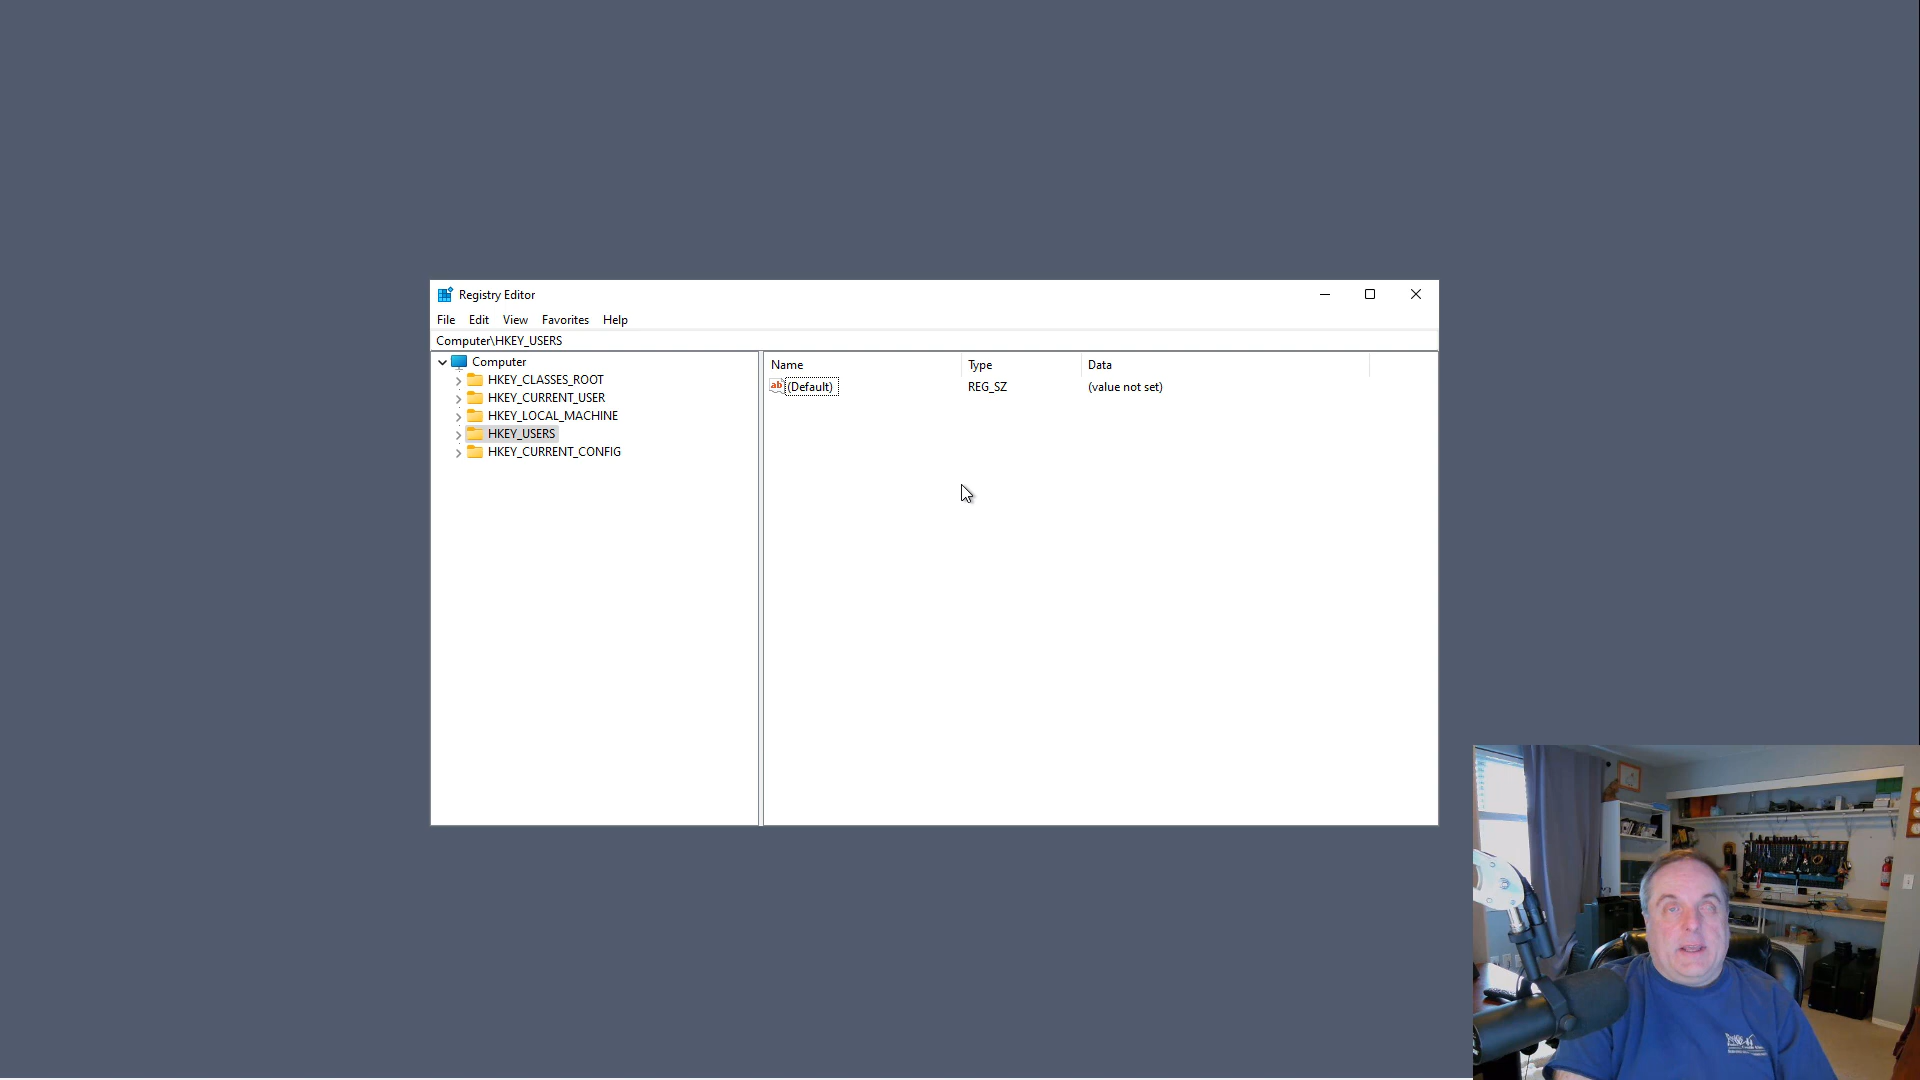 Registry Editor
File Edit View Favorites Help
Computer\HKEY_USERS
Computer
HKEY_CLASSES_ROOT
HKEY_CURRENT_USER
HKEY_LOCAL_MACHINE
HKEY_USERS
HKEY_CURRENT_CONFIG
Name Type Data
ab (Default) REG_SZ (value not set)